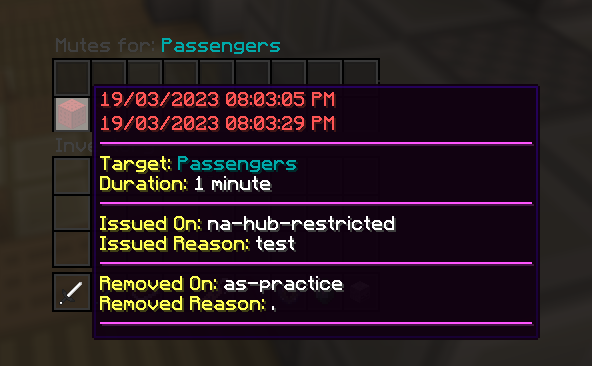 Mutes for: Passengers
19/03/2023 08:03:05 PM
19/03/2023 08:03:29 PM
Inve
Target: Passengers
Duration: 1 minute
Issued On: na-hub-restricted
Issued Reason: test
Removed On: as-practice
Removed Reason: .